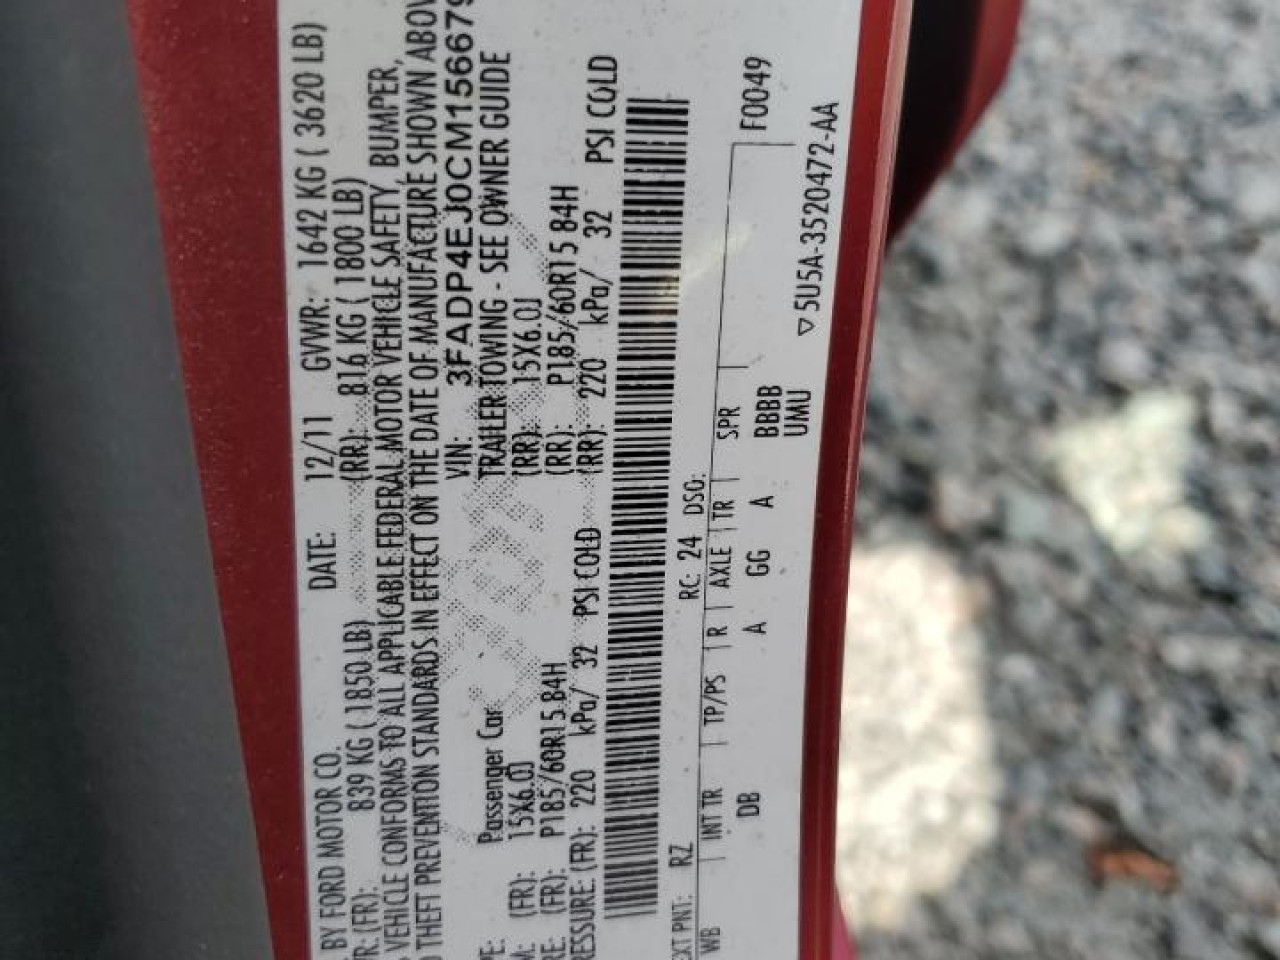 BY FORD MOTOR CO. DATE: 12/11 GVWR: 1642 KG ( 3620 LB)
(FR): 839 KG ( 1850 LB) (RR): 816 KG ( 1800 LB)
VEHICLE CONFORMS TO ALL APPLICABLE FEDERAL MOTOR VEHICLE SAFETY, BUMPER,
THEFT PREVENTION STANDARDS IN EFFECT ON THE DATE OF MANUFACTURE SHOWN ABOV
VIN: 3FADP4EJ0CM156679
Passenger Car TRAILER TOWING - SEE OWNER GUIDE
(FR): 15X6.0J (RR): 15X6.0J
(FR): P185/60R15 84H (RR): P185/60R15 84H
ESSURE: (FR): 220 kPa/ 32 PSI COLD (RR): 220 kPa/ 32 PSI COLD
EXT PNT: RZ RC: 24 DSO:
WB INT TR TP/PS R AXLE TR SPR F0049
DB A GG A BBBB
UMU
▽5U5A-3520472-AA